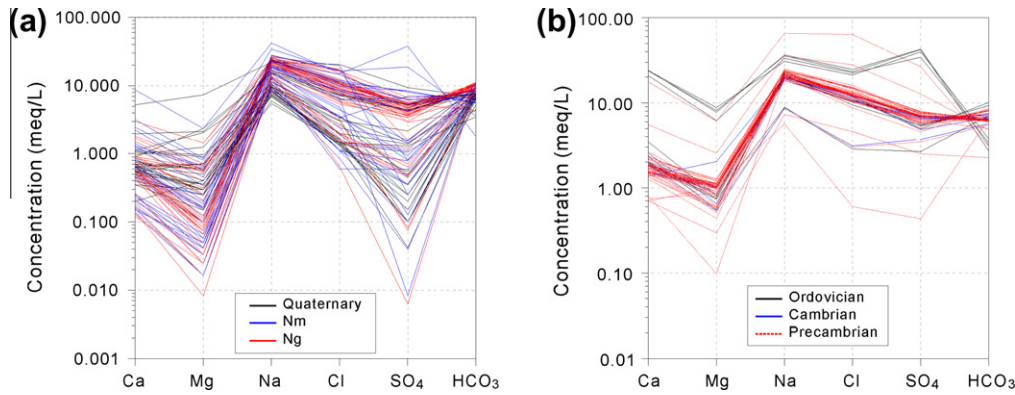 (a)
Concentration (meq/L)
100.000
10.000
1.000
0.100
0.010
0.001
Quaternary
Nm
Ng
Ca Mg Na Cl SO₄ HCO₃
(b)
Concentration (meq/L)
100.00
10.00
1.00
0.10
0.01
Ordovician
Cambrian
Precambrian
Ca Mg Na Cl SO₄ HCO₃